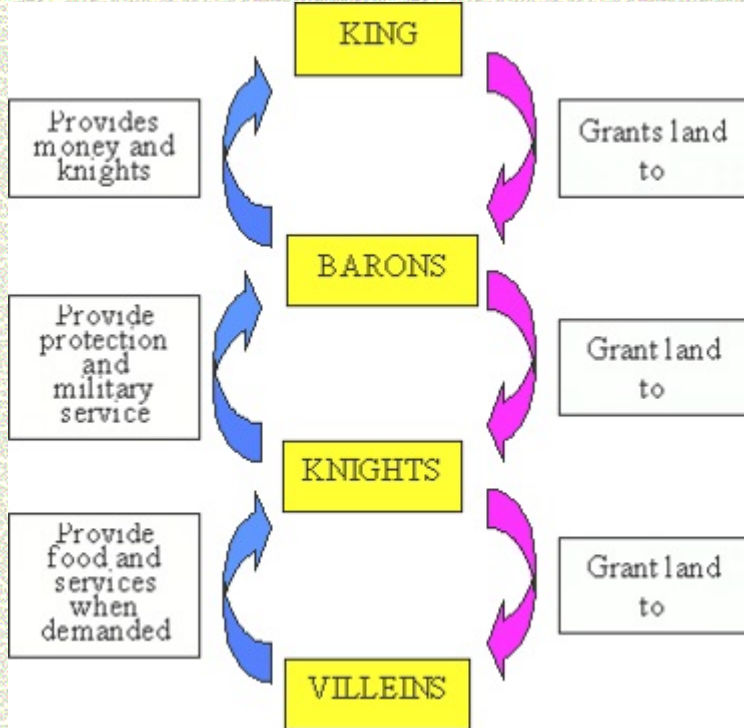 KING
Provides
money and
knights
Grants land
to
BARONS
Provide
protection
and
military
service
Grant land
to
KNIGHTS
Provide
food and
services
when
demanded
Grant land
to
VILLEINS